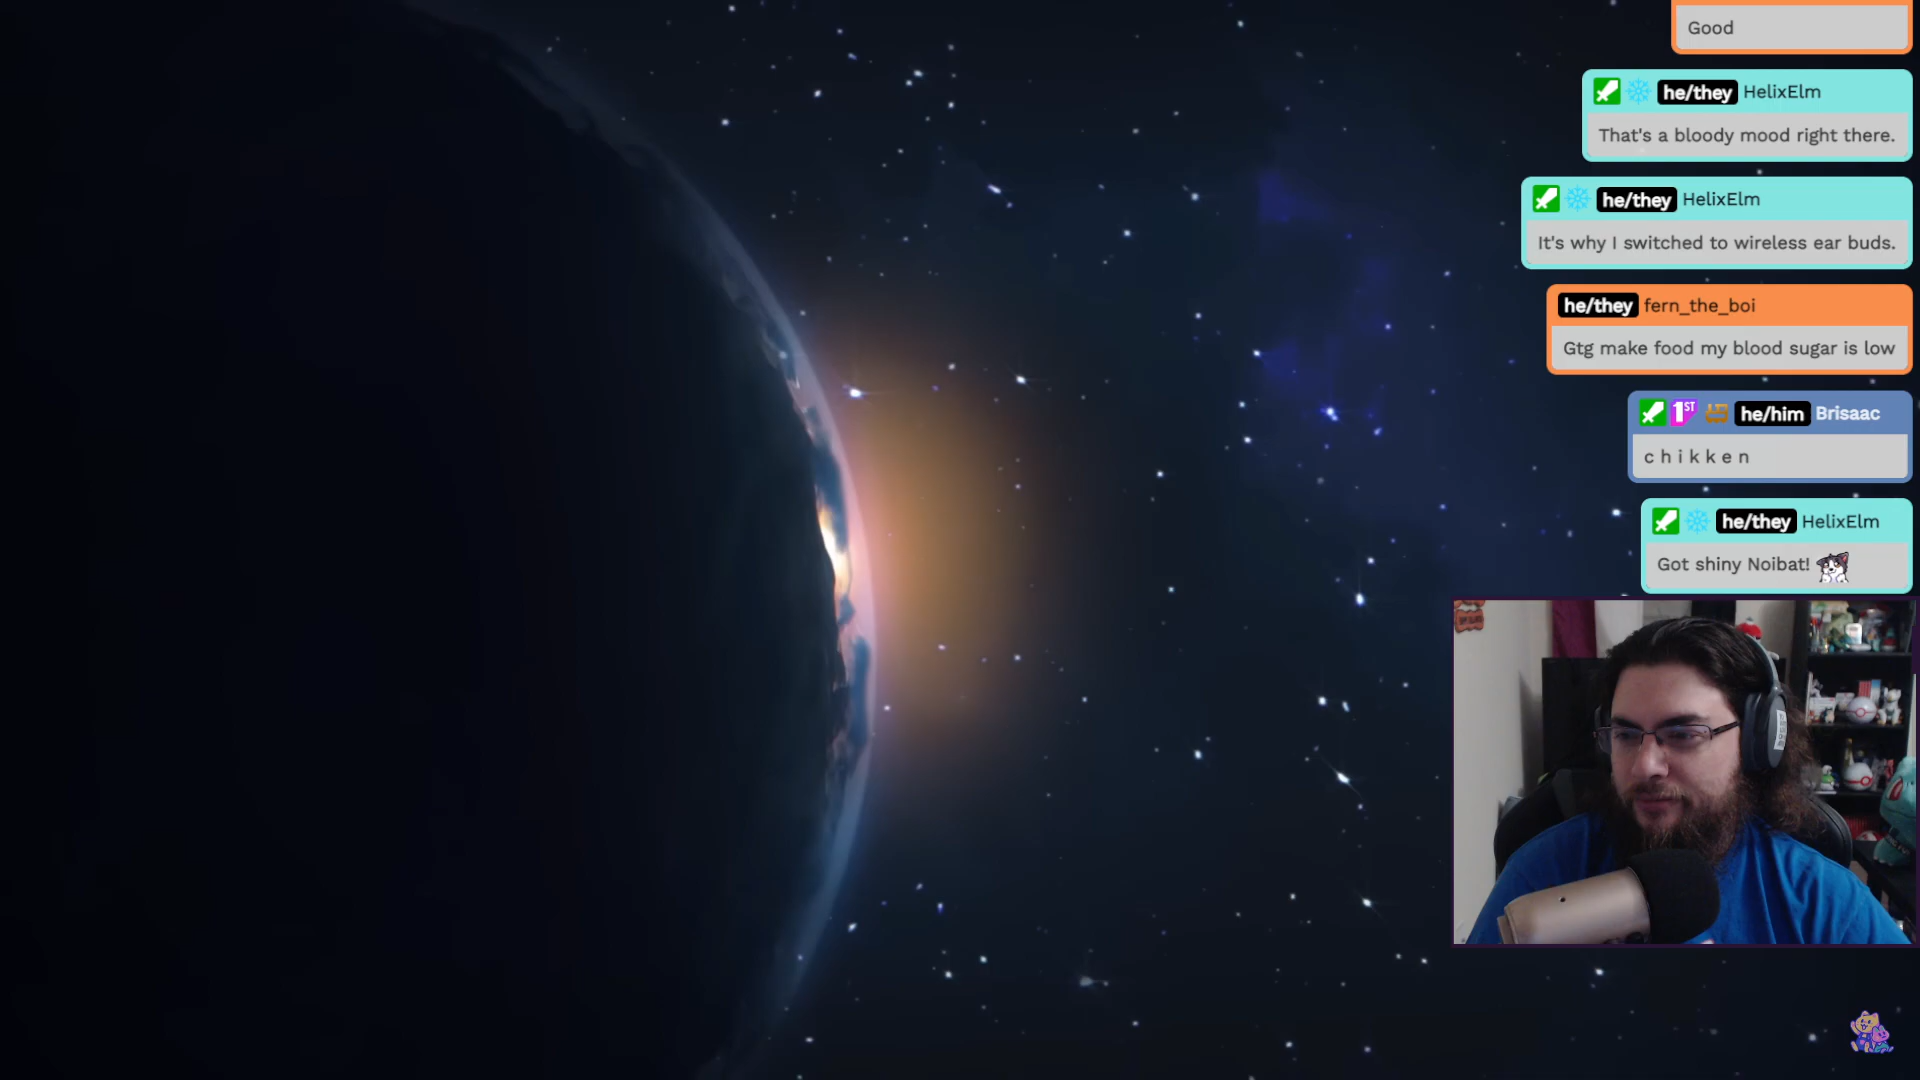 Good
he/they HelixElm
That's a bloody mood right there.
he/they HelixElm
It's why I switched to wireless ear buds.
he/they fern_the_boi
Gtg make food my blood sugar is low
1ST he/him Brisaac
c h i k k e n
he/they HelixElm
Got shiny Noibat!